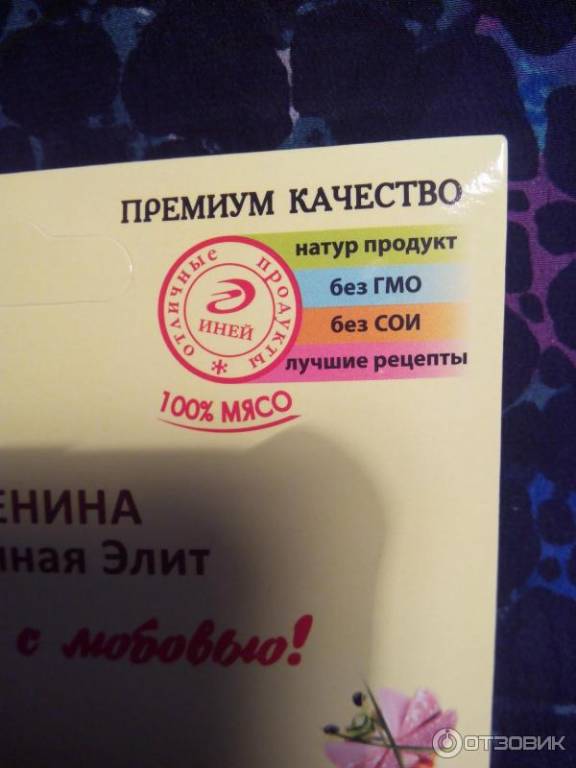 ПРЕМИУМ КАЧЕСТВО
отличные продукты
ИНЕЙ
натур продукт
без ГМО
без СОИ
лучшие рецепты
100% МЯСО
ЕНИНА
ная Элит
с любовью!
ОТЗОВИК